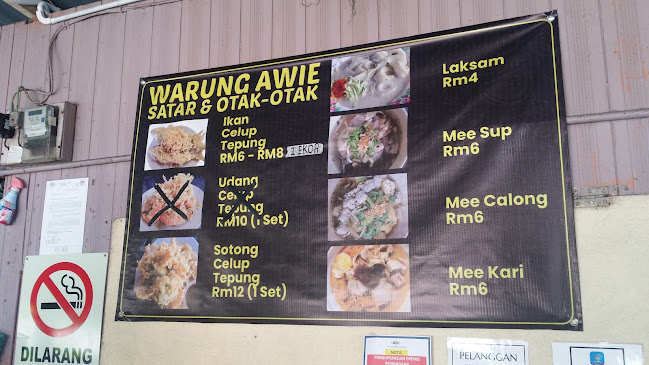 WARUNG AWIE
SATAR & OTAK-OTAK
Ikan
Celup
Tepung
RM6 - RM8 1 EKOR
Udang
Celup
Tepung
RM10 (1 Set)
Sotong
Celup
Tepung
Rm12 (1 Set)
Laksam
Rm4
Mee Sup
Rm6
Mee Calong
Rm6
Mee Kari
Rm6
DILARANG
NOTIS
PELANGGAN